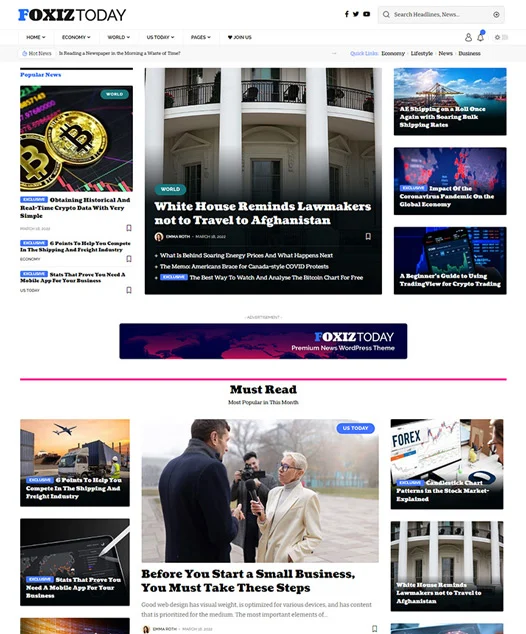 FOXIZTODAY
Search Headlines, News...
HOME
ECONOMY
WORLD
US TODAY
PAGES
JOIN US
Hot News
Is Reading a Newspaper in the Morning a Waste of Time?
Quick Links:
Economy
Lifestyle
News
Business
Popular News
WORLD
EXCLUSIVE Obtaining Historical And
Real-Time Crypto Data With Very
Simple
MARCH 18, 2022
EXCLUSIVE 6 Points To Help You Compete
In The Shipping And Freight Industry
ECONOMY
EXCLUSIVE Stats That Prove You Need A
Mobile App For Your Business
US TODAY
WORLD
White House Reminds Lawmakers
not to Travel to Afghanistan
EMMA ROTH - MARCH 18, 2022
What Is Behind Soaring Energy Prices And What Happens Next
The Memo: Americans Brace for Canada-style COVID Protests
EXCLUSIVE The Best Way To Watch And Analyse The Bitcoin Chart For Free
AE Shipping on a Roll Once
Again with Soaring Bulk
Shipping Rates
EXCLUSIVE Impact Of the
Coronavirus Pandemic On the
Global Economy
A Beginner's Guide to Using
TradingView for Crypto Trading
- ADVERTISEMENT -
FOXIZTODAY
Premium News WordPress Theme
Must Read
Most Popular in This Month
EXCLUSIVE 6 Points To Help You
Compete In The Shipping And
Freight Industry
EXCLUSIVE Stats That Prove You
Need A Mobile App For Your
Business
US TODAY
Before You Start a Small Business,
You Must Take These Steps
Good web design has visual weight, is optimized for various devices, and has content
that is prioritized for the medium. The most important elements of...
EMMA ROTH - MARCH 17, 2022
FOREX
EXCLUSIVE Candlestick Chart
Patterns in the Stock Market-
Explained
White House Reminds
Lawmakers not to Travel to
Afghanistan